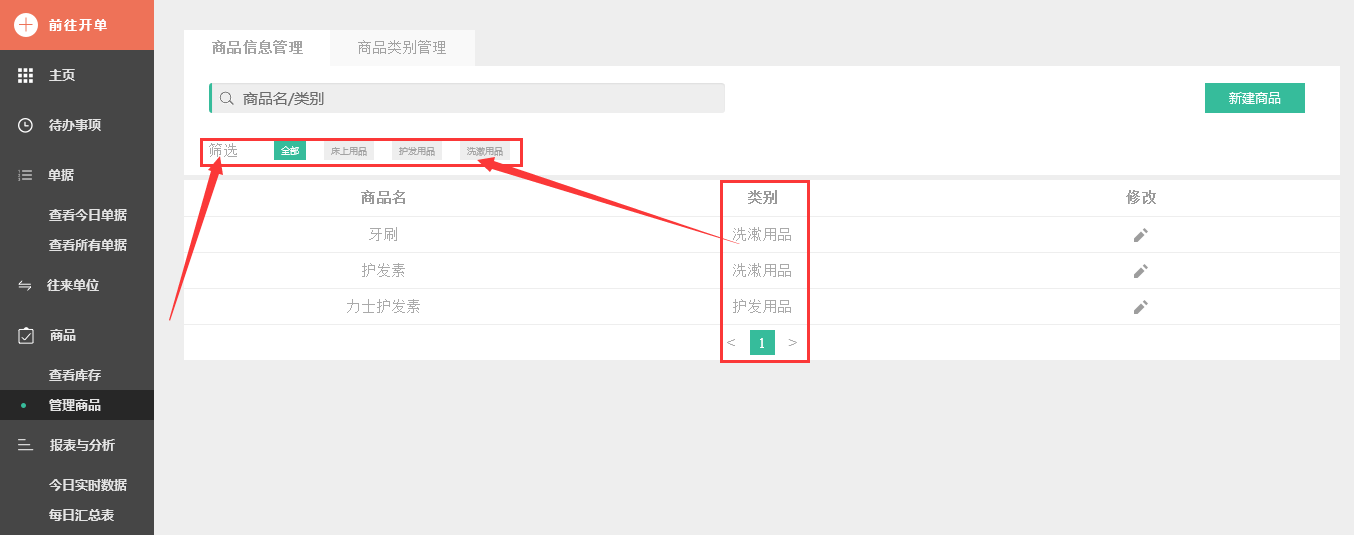 前往开单
主页
待办事项
单据
查看今日单据
查看所有单据
往来单位
商品
查看库存
管理商品
报表与分析
今日实时数据
每日汇总表
商品信息管理 商品类别管理
商品名/类别 新建商品
筛选 全部 床上用品 护发用品 洗漱用品
商品名 类别 修改
牙刷 洗漱用品
护发素 洗漱用品
力士护发素 护发用品
< 1 >